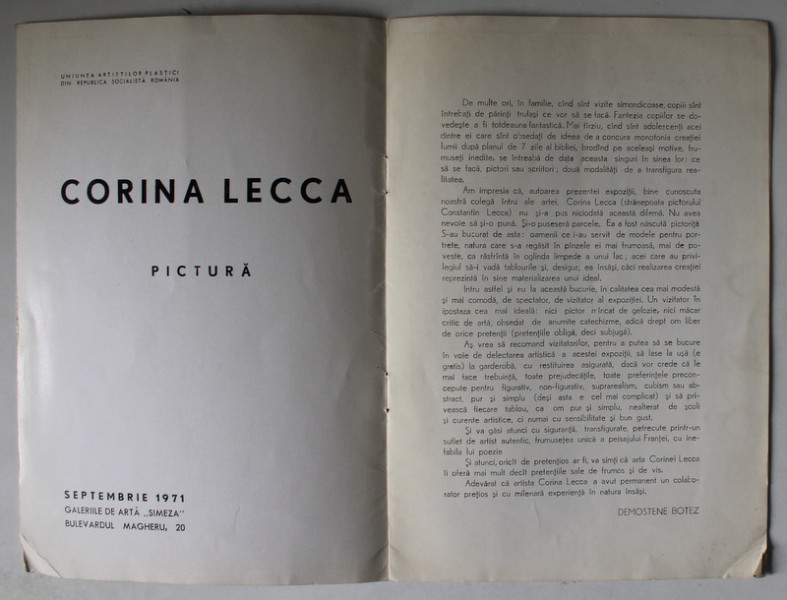 UNIUNEA ARTIȘTILOR PLASTICI
DIN REPUBLICA SOCIALISTĂ ROMÂNIA
CORINA LECCA
PICTURĂ
SEPTEMBRIE 1971
GALERIILE DE ARTĂ „SIMEZA"
BULEVARDUL MAGHERU, 20
De multe ori, în familie, cînd sînt vizite simandicoase, copiii sînt
întrebați de părinți trufași ce vor să se facă. Fantezia copiilor se do-
vedește a fi totdeauna fantastică. Mai tîrziu, cînd sînt adolescenți acei
dintre ei care sînt obsedați de ideea de a concura monotonia creației
lumii după planul de 7 zile al bibliei, brodînd pe aceleași motive, fru-
museți inedite, se întreabă de data aceasta singuri în sinea lor: ce
să se facă, pictori sau scriitori; două modalități de a transfigura rea-
litatea.
Am impresia că, autoarea prezentei expoziții, bine cunoscuta
noastră colegă întru ale artei, Corina Lecca (strănepoata pictorului
Constantin Lecca) nu și-a pus niciodată această dilemă. Nu avea
nevoie să și-o pună. Și-o puseseră parcele. Ea a fost născută pictoriță
S-au bucurat de asta: oamenii ce i-au servit de modele pentru por-
trete, natura care s-a regăsit în pînzele ei mai frumoasă, mai de po-
veste, ca răsfrîntă în oglinda limpede a unui lac; acei care au privi-
legiul să-i vadă tablourile și, desigur, ea însăși, căci realizarea creației
reprezintă în sine materializarea unui ideal.
Intru astfel și eu la această bucurie, în calitatea cea mai modestă
și mai comodă, de spectator, de vizitator al expoziției. Un vizitator în
ipostaza cea mai ideală: nici pictor mîncat de gelozie, nici măcar
critic de artă, obsedat de anumite catechizme, adică drept om liber
de orice pretenții (pretențiile obligă, deci subjugă).
Aș vrea să recomand vizitatorilor, pentru a putea să se bucure
în voie de delectarea artistică a acestei expoziții, să lase la ușă (e
gratis) la garderobă, cu restituirea asigurată, dacă vor crede că le
mai face trebuință, toate prejudecățile, toate preferințele precon-
cepute pentru figurativ, non-figurativ, suprarealism, cubism sau ab-
stract, pur și simplu (deși asta e cel mai complicat) și să pri-
vească fiecare tablou, ca om pur și simplu, nealterat de școli
și curente artistice, ci numai cu sensibilitate și bun gust.
Și va găsi atunci cu siguranță, transfigurate, petrecute printr-un
suflet de artist autentic, frumusețea unică a peisajului Franței, cu ine-
fabila lui poezie
Și atunci, oricît de pretențios ar fi, va simți că arta Corinei Lecca
îi oferă mai mult decît pretențiile sale de frumos și de vis.
Adevărat că artista Corina Lecca a avut permanent un colabo-
rator prețios și cu milenară experiență în natura însăși.
DEMOSTENE BOTEZ